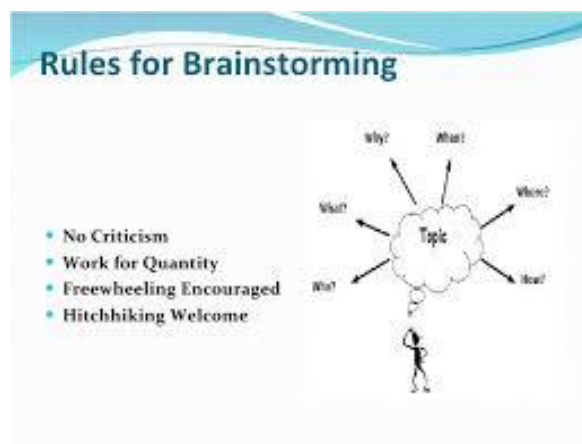 Rules for Brainstorming
Why? When?
What? Where?
Topic
Who? How?
No Criticism
Work for Quantity
Freewheeling Encouraged
Hitchhiking Welcome